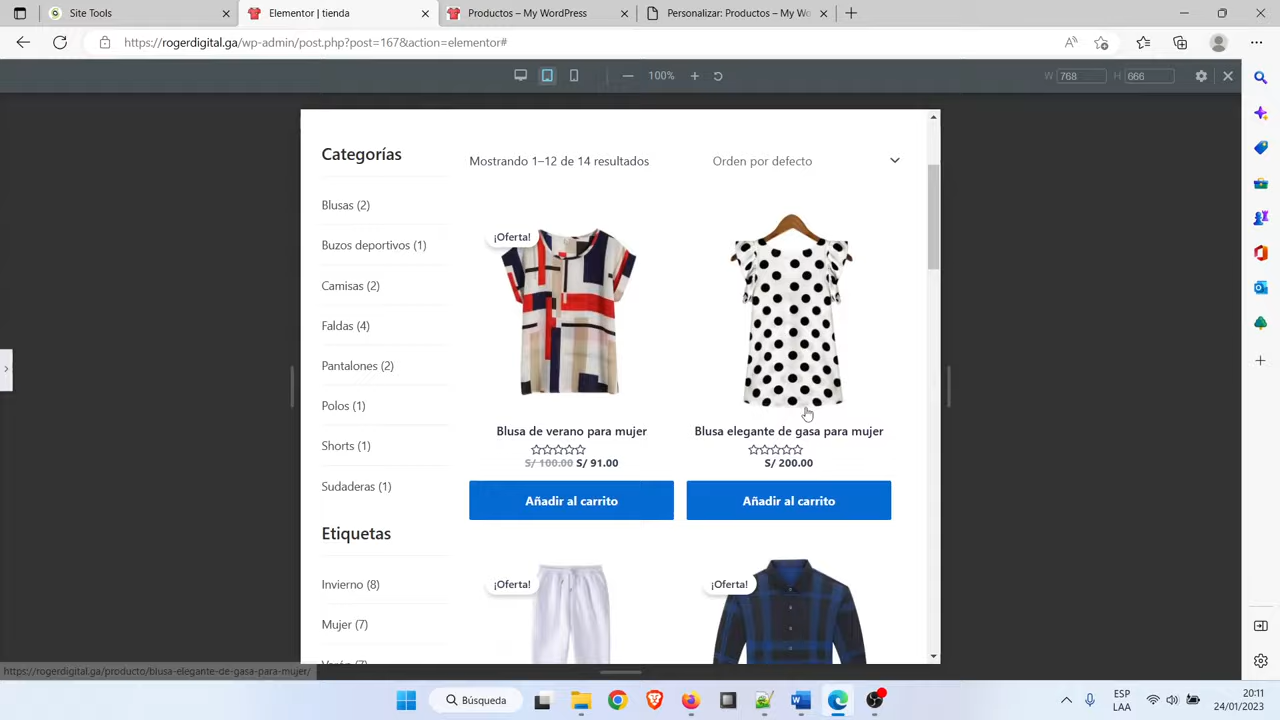 Site Tools
Elementor | tienda
Productos – My WordPress
Personalizar: Productos – My Wo
https://rogerdigital.ga/wp-admin/post.php?post=167&action=elementor#
100%
W 768
H 666
Categorías
Blusas (2)
Buzos deportivos (1)
Camisas (2)
Faldas (4)
Pantalones (2)
Polos (1)
Shorts (1)
Sudaderas (1)
Etiquetas
Invierno (8)
Mujer (7)
Mostrando 1–12 de 14 resultados
Orden por defecto
¡Oferta!
Blusa de verano para mujer
S/ 100.00 S/ 91.00
Añadir al carrito
Blusa elegante de gasa para mujer
S/ 200.00
Añadir al carrito
¡Oferta!
¡Oferta!
https://rogerdigital.ga/producto/blusa-elegante-de-gasa-para-mujer/
Búsqueda
ESP
LAA
20:11
24/01/2023